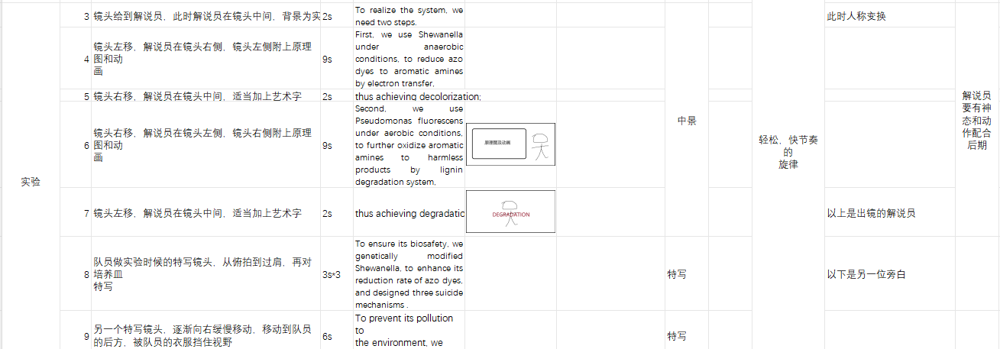 3
镜头给到解说员，此时解说员在镜头中间，背景为实
2s
To realize the system, we
need two steps.
此时人称变换
4
镜头左移，解说员在镜头右侧，镜头左侧附上原理
图和动
画
9s
First, we use Shewanella
under anaerobic
conditions, to reduce azo
dyes to aromatic amines
by electron transfer,
5
镜头右移，解说员在镜头中间，适当加上艺术字
2s
thus achieving decolorization;
6
镜头右移，解说员在镜头左侧，镜头右侧附上原理
图和动
画
9s
Second, we use
Pseudomonas fluorescens
under aerobic conditions,
to further oxidize aromatic
amines to harmless
products by lignin
degradation system,
原理图及动画
中景
轻松，快节奏
的
旋律
解说员
要有神
态和动
作配合
后期
实验
7
镜头左移，解说员在镜头中间，适当加上艺术字
2s
thus achieving degradatic
DEGRADATION
以上是出镜的解说员
8
队员做实验时候的特写镜头，从俯拍到过肩，再对
培养皿
特写
3s*3
To ensure its biosafety, we
genetically modified
Shewanella, to enhance its
reduction rate of azo dyes,
and designed three suicide
mechanisms .
特写
以下是另一位旁白
9
另一个特写镜头，逐渐向右缓慢移动，移动到队员
的后方，被队员的衣服挡住视野
6s
To prevent its pollution
to
the environment, we
特写